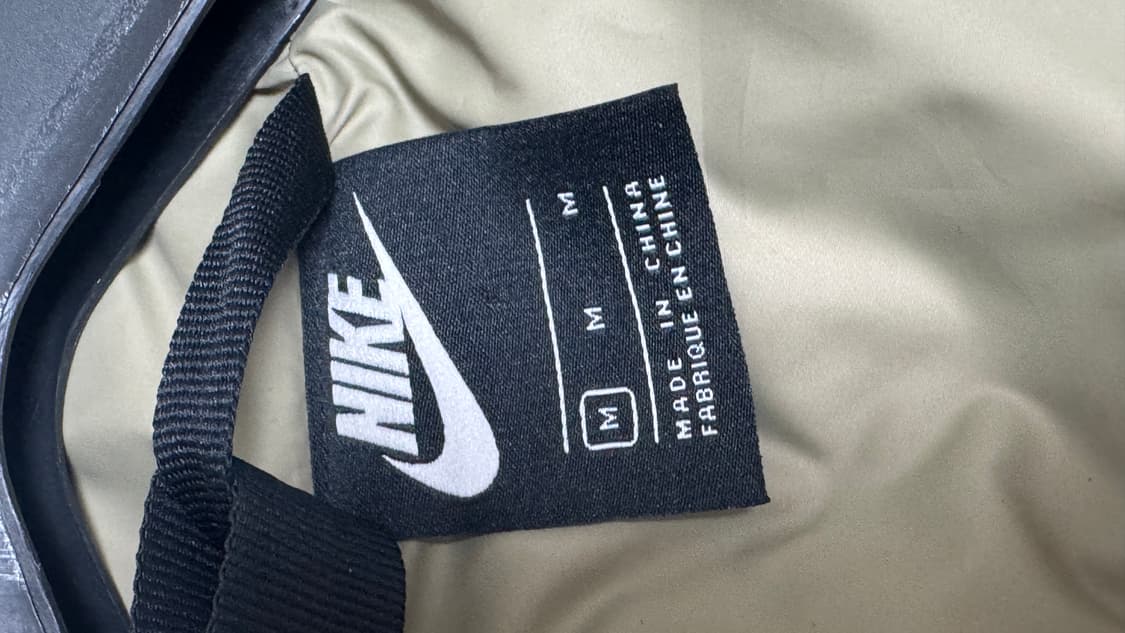 NIKE
M M M
MADE IN CHINA
FABRIQUE EN CHINE